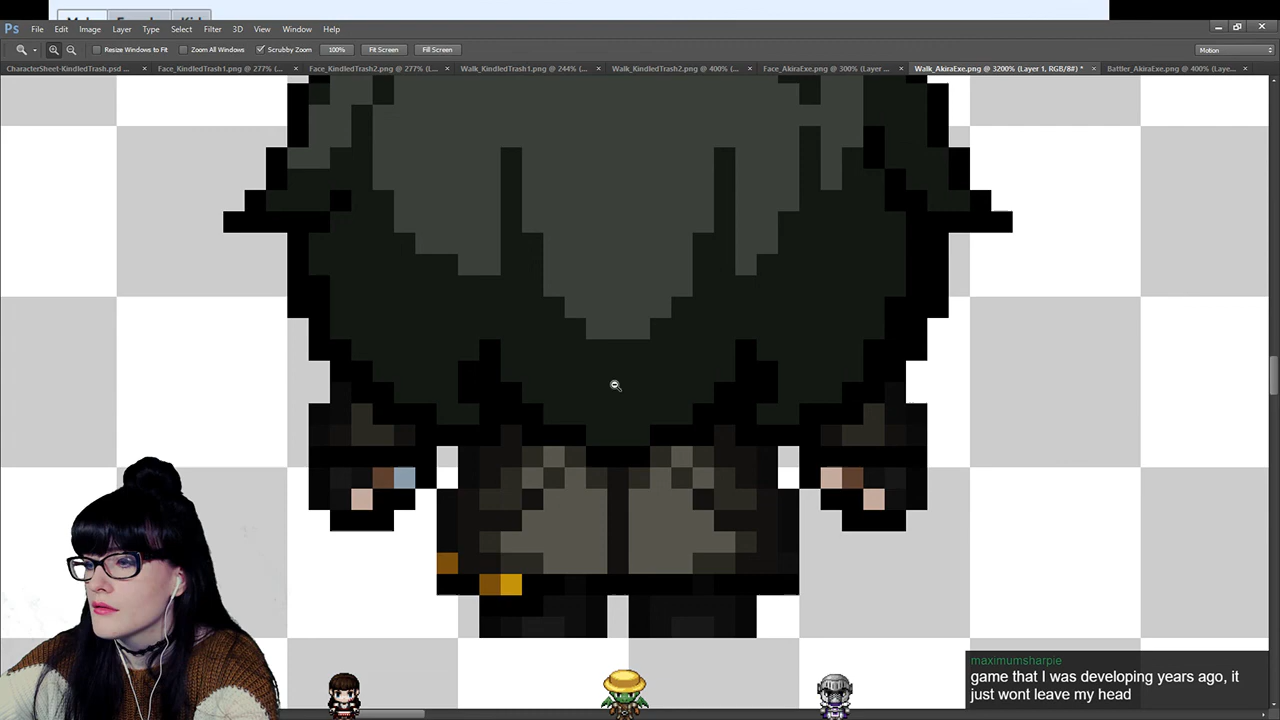 Ps File Edit Image Layer Type Select Filter 3D View Window Help
Resize Windows to Fit Zoom All Windows Scrubby Zoom 100% Fit Screen Fill Screen Motion
CharacterSheet-KindledTrash.psd ... Face_KindledTrash1.png @ 277% (L... Face_KindledTrash2.png @ 277% (L... Walk_KindledTrash1.png @ 244% (... Walk_KindledTrash2.png @ 400% (... Face_AkiraExe.png @ 300% (Layer ... Walk_AkiraExe.png @ 3200% (Layer 1, RGB/8#) * Battler_AkiraExe.png @ 400% (Laye...
maximumsharpie
game that I was developing years ago, it
just wont leave my head